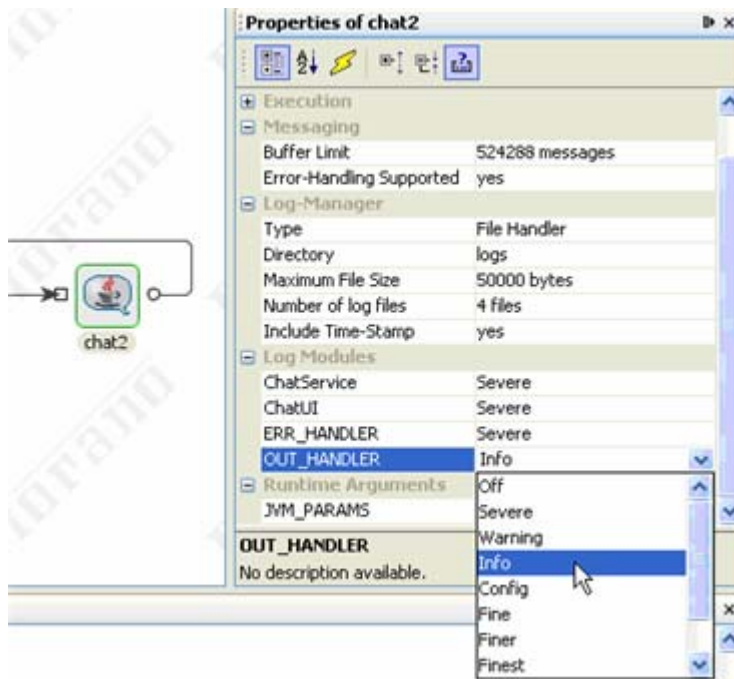 Properties of chat2
Execution
Messaging
Buffer Limit 524288 messages
Error-Handling Supported yes
Log-Manager
Type File Handler
Directory logs
Maximum File Size 50000 bytes
Number of log files 4 files
Include Time-Stamp yes
Log Modules
ChatService Severe
ChatUI Severe
ERR_HANDLER Severe
OUT_HANDLER Info
Runtime Arguments
JVM_PARAMS
Off
Severe
Warning
Info
Config
Fine
Finer
Finest
OUT_HANDLER
No description available.
chat2